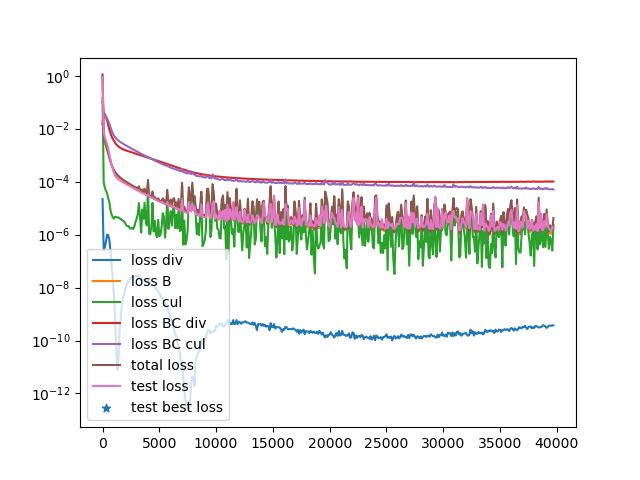 10^0
10^-2
10^-4
10^-6
10^-8
10^-10
10^-12
loss div
loss B
loss cul
loss BC div
loss BC cul
total loss
test loss
test best loss
0 5000 10000 15000 20000 25000 30000 35000 40000